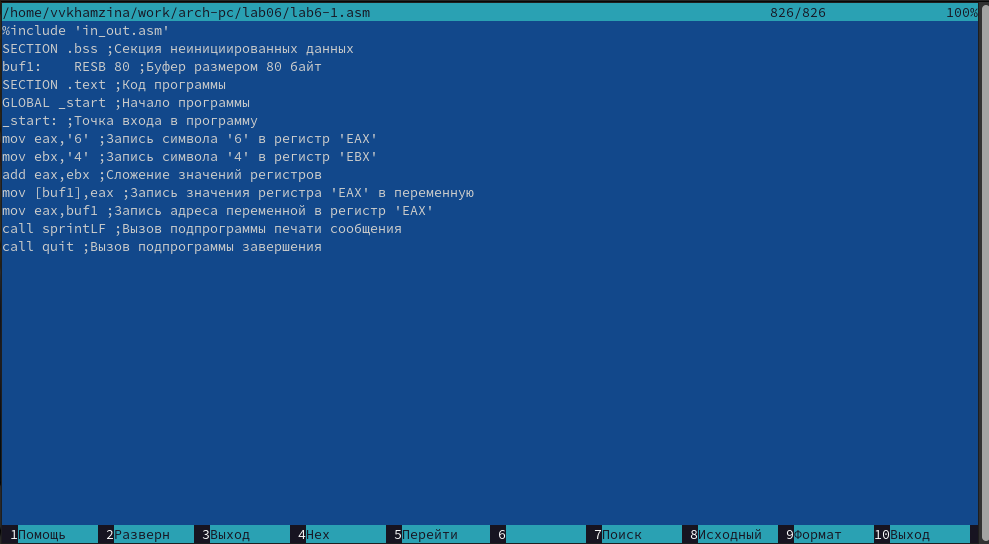 /home/vvkhamzina/work/arch-pc/lab06/lab6-1.asm 826/826 100%
%include 'in_out.asm'
SECTION .bss ;Секция неинициированных данных
buf1:    RESB 80 ;Буфер размером 80 байт
SECTION .text ;Код программы
GLOBAL _start ;Начало программы
_start: ;Точка входа в программу
mov eax,'6' ;Запись символа '6' в регистр 'EAX'
mov ebx,'4' ;Запись символа '4' в регистр 'EBX'
add eax,ebx ;Сложение значений регистров
mov [buf1],eax ;Запись значения регистра 'EAX' в переменную
mov eax,buf1 ;Запись адреса переменной в регистр 'EAX'
call sprintLF ;Вызов подпрограммы печати сообщения
call quit ;Вызов подпрограммы завершения
1Помощь 2Разверн 3Выход 4Hex 5Перейти 6 7Поиск 8Исходный 9Формат 10Выход